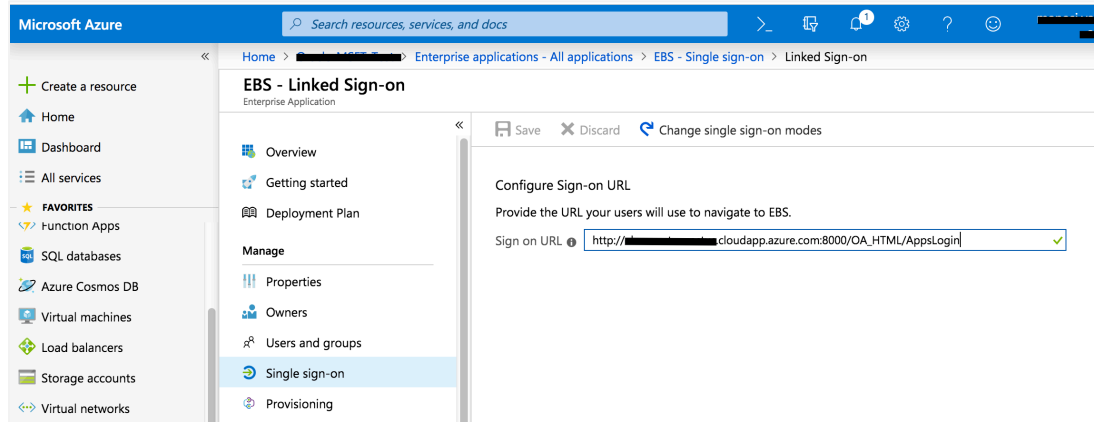 Microsoft Azure
Search resources, services, and docs
1
Home > > Enterprise applications - All applications > EBS - Single sign-on > Linked Sign-on
EBS - Linked Sign-on
Enterprise Application
Create a resource
Home
Dashboard
All services
FAVORITES
Function Apps
SQL databases
Azure Cosmos DB
Virtual machines
Load balancers
Storage accounts
Virtual networks
Overview
Getting started
Deployment Plan
Manage
Properties
Owners
Users and groups
Single sign-on
Provisioning
Save Discard Change single sign-on modes
Configure Sign-on URL
Provide the URL your users will use to navigate to EBS.
Sign on URL http:// .cloudapp.azure.com:8000/OA_HTML/AppsLogin